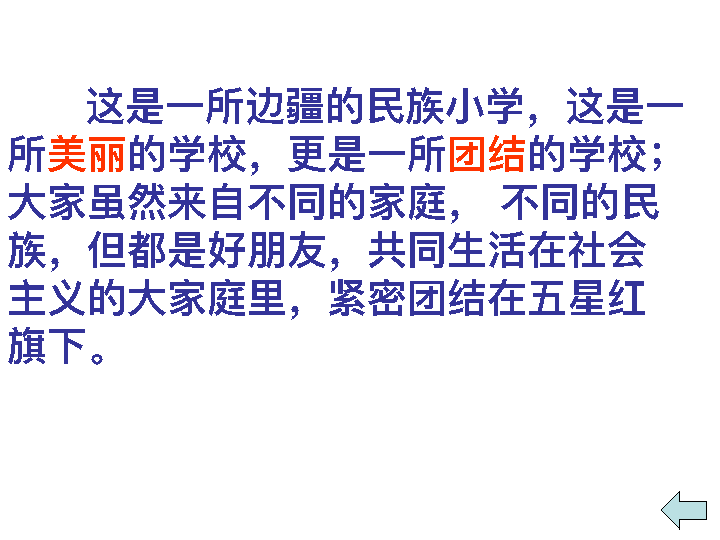 这是一所边疆的民族小学，这是一
所美丽的学校，更是一所团结的学校；
大家虽然来自不同的家庭， 不同的民
族，但都是好朋友，共同生活在社会
主义的大家庭里，紧密团结在五星红
旗下。